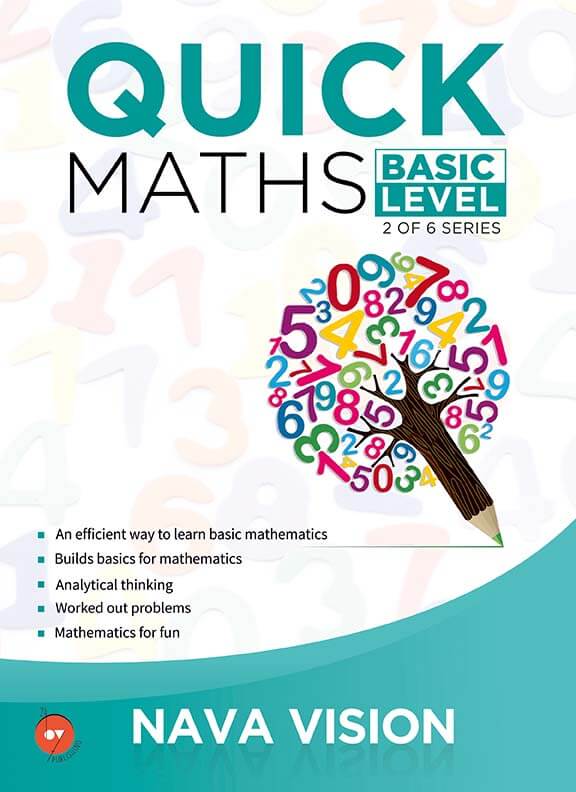 QUICK
MATHS BASIC LEVEL
2 OF 6 SERIES
An efficient way to learn basic mathematics
Builds basics for mathematics
Analytical thinking
Worked out problems
Mathematics for fun
NAVA VISION